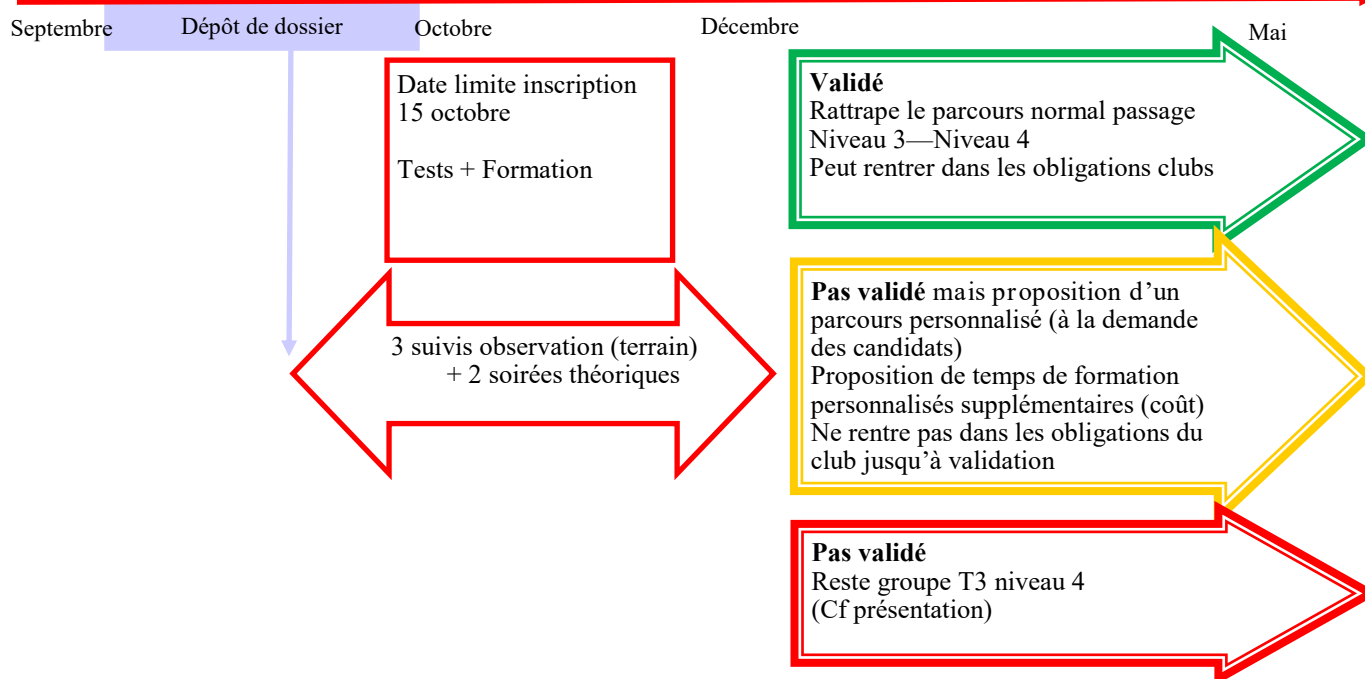 Septembre
Dépôt de dossier
Octobre
Décembre
Mai
Date limite inscription
15 octobre
Tests + Formation
3 suivis observation (terrain)
+ 2 soirées théoriques
Validé
Rattrape le parcours normal passage
Niveau 3—Niveau 4
Peut rentrer dans les obligations clubs
Pas validé mais proposition d’un
parcours personnalisé (à la demande
des candidats)
Proposition de temps de formation
personnalisés supplémentaires (coût)
Ne rentre pas dans les obligations du
club jusqu’à validation
Pas validé
Reste groupe T3 niveau 4
(Cf présentation)